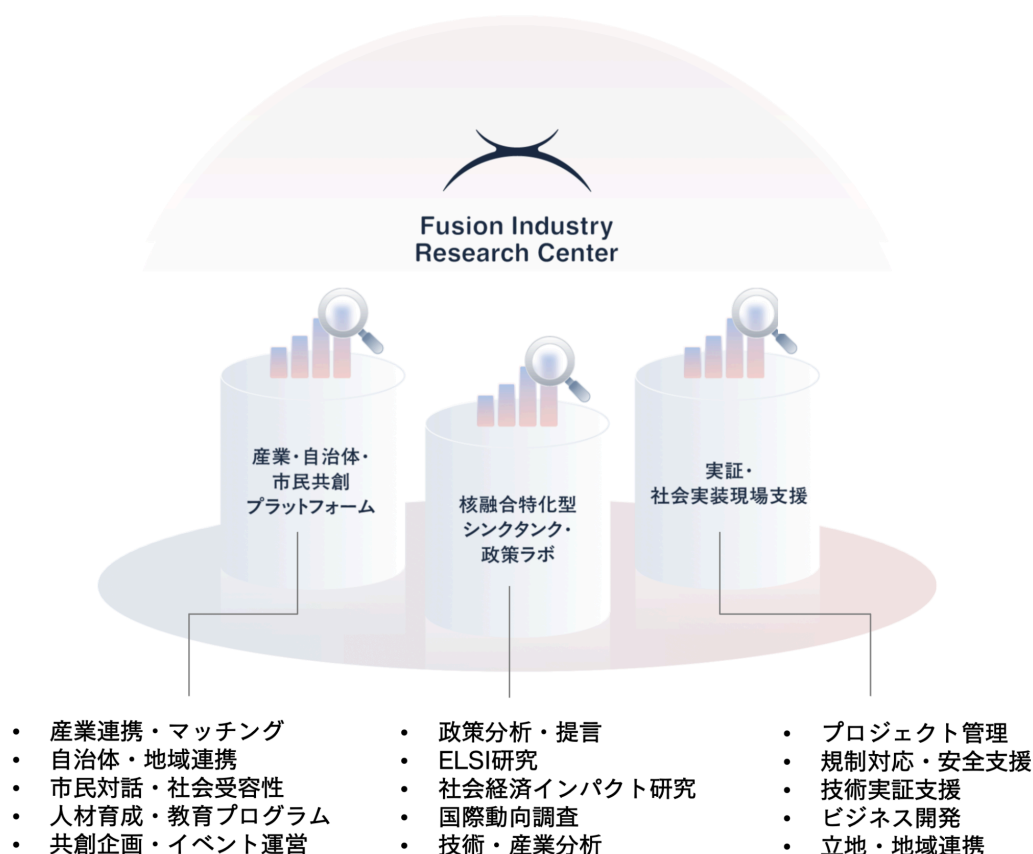 Fusion Industry
Research Center
産業・自治体・
市民共創
プラットフォーム
核融合特化型
シンクタンク・
政策ラボ
実証・
社会実装現場支援
• 産業連携・マッチング
• 自治体・地域連携
• 市民対話・社会受容性
• 人材育成・教育プログラム
• 共創企画・イベント運営
• 政策分析・提言
• ELSI研究
• 社会経済インパクト研究
• 国際動向調査
• 技術・産業分析
• プロジェクト管理
• 規制対応・安全支援
• 技術実証支援
• ビジネス開発
• 立地・地域連携